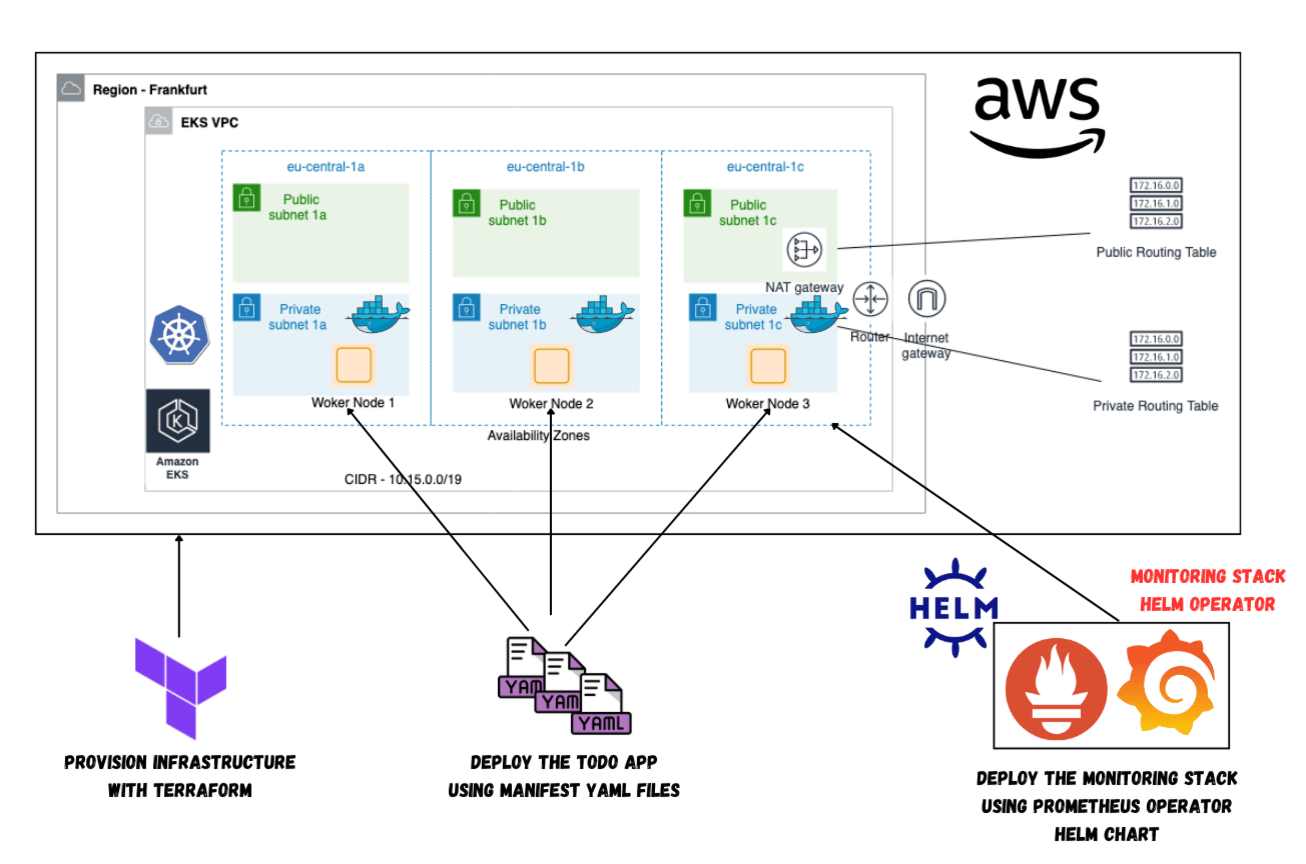 Region - Frankfurt
aws
EKS VPC
eu-central-1a
eu-central-1b
eu-central-1c
Public
subnet 1a
Public
subnet 1b
Public
subnet 1c
172.16.0.0
172.16.1.0
172.16.2.0
Public Routing Table
NAT gateway
Private
subnet 1a
Private
subnet 1b
Private
subnet 1c
Router
Internet
gateway
172.16.0.0
172.16.1.0
172.16.2.0
Private Routing Table
Woker Node 1
Woker Node 2
Woker Node 3
Availability Zones
K
Amazon
EKS
CIDR - 10.15.0.0/19
HELM
MONITORING STACK
HELM OPERATOR
YAM
YAM
YAML
PROVISION INFRASTRUCTURE
WITH TERRAFORM
DEPLOY THE TODO APP
USING MANIFEST YAML FILES
DEPLOY THE MONITORING STACK
USING PROMETHEUS OPERATOR
HELM CHART